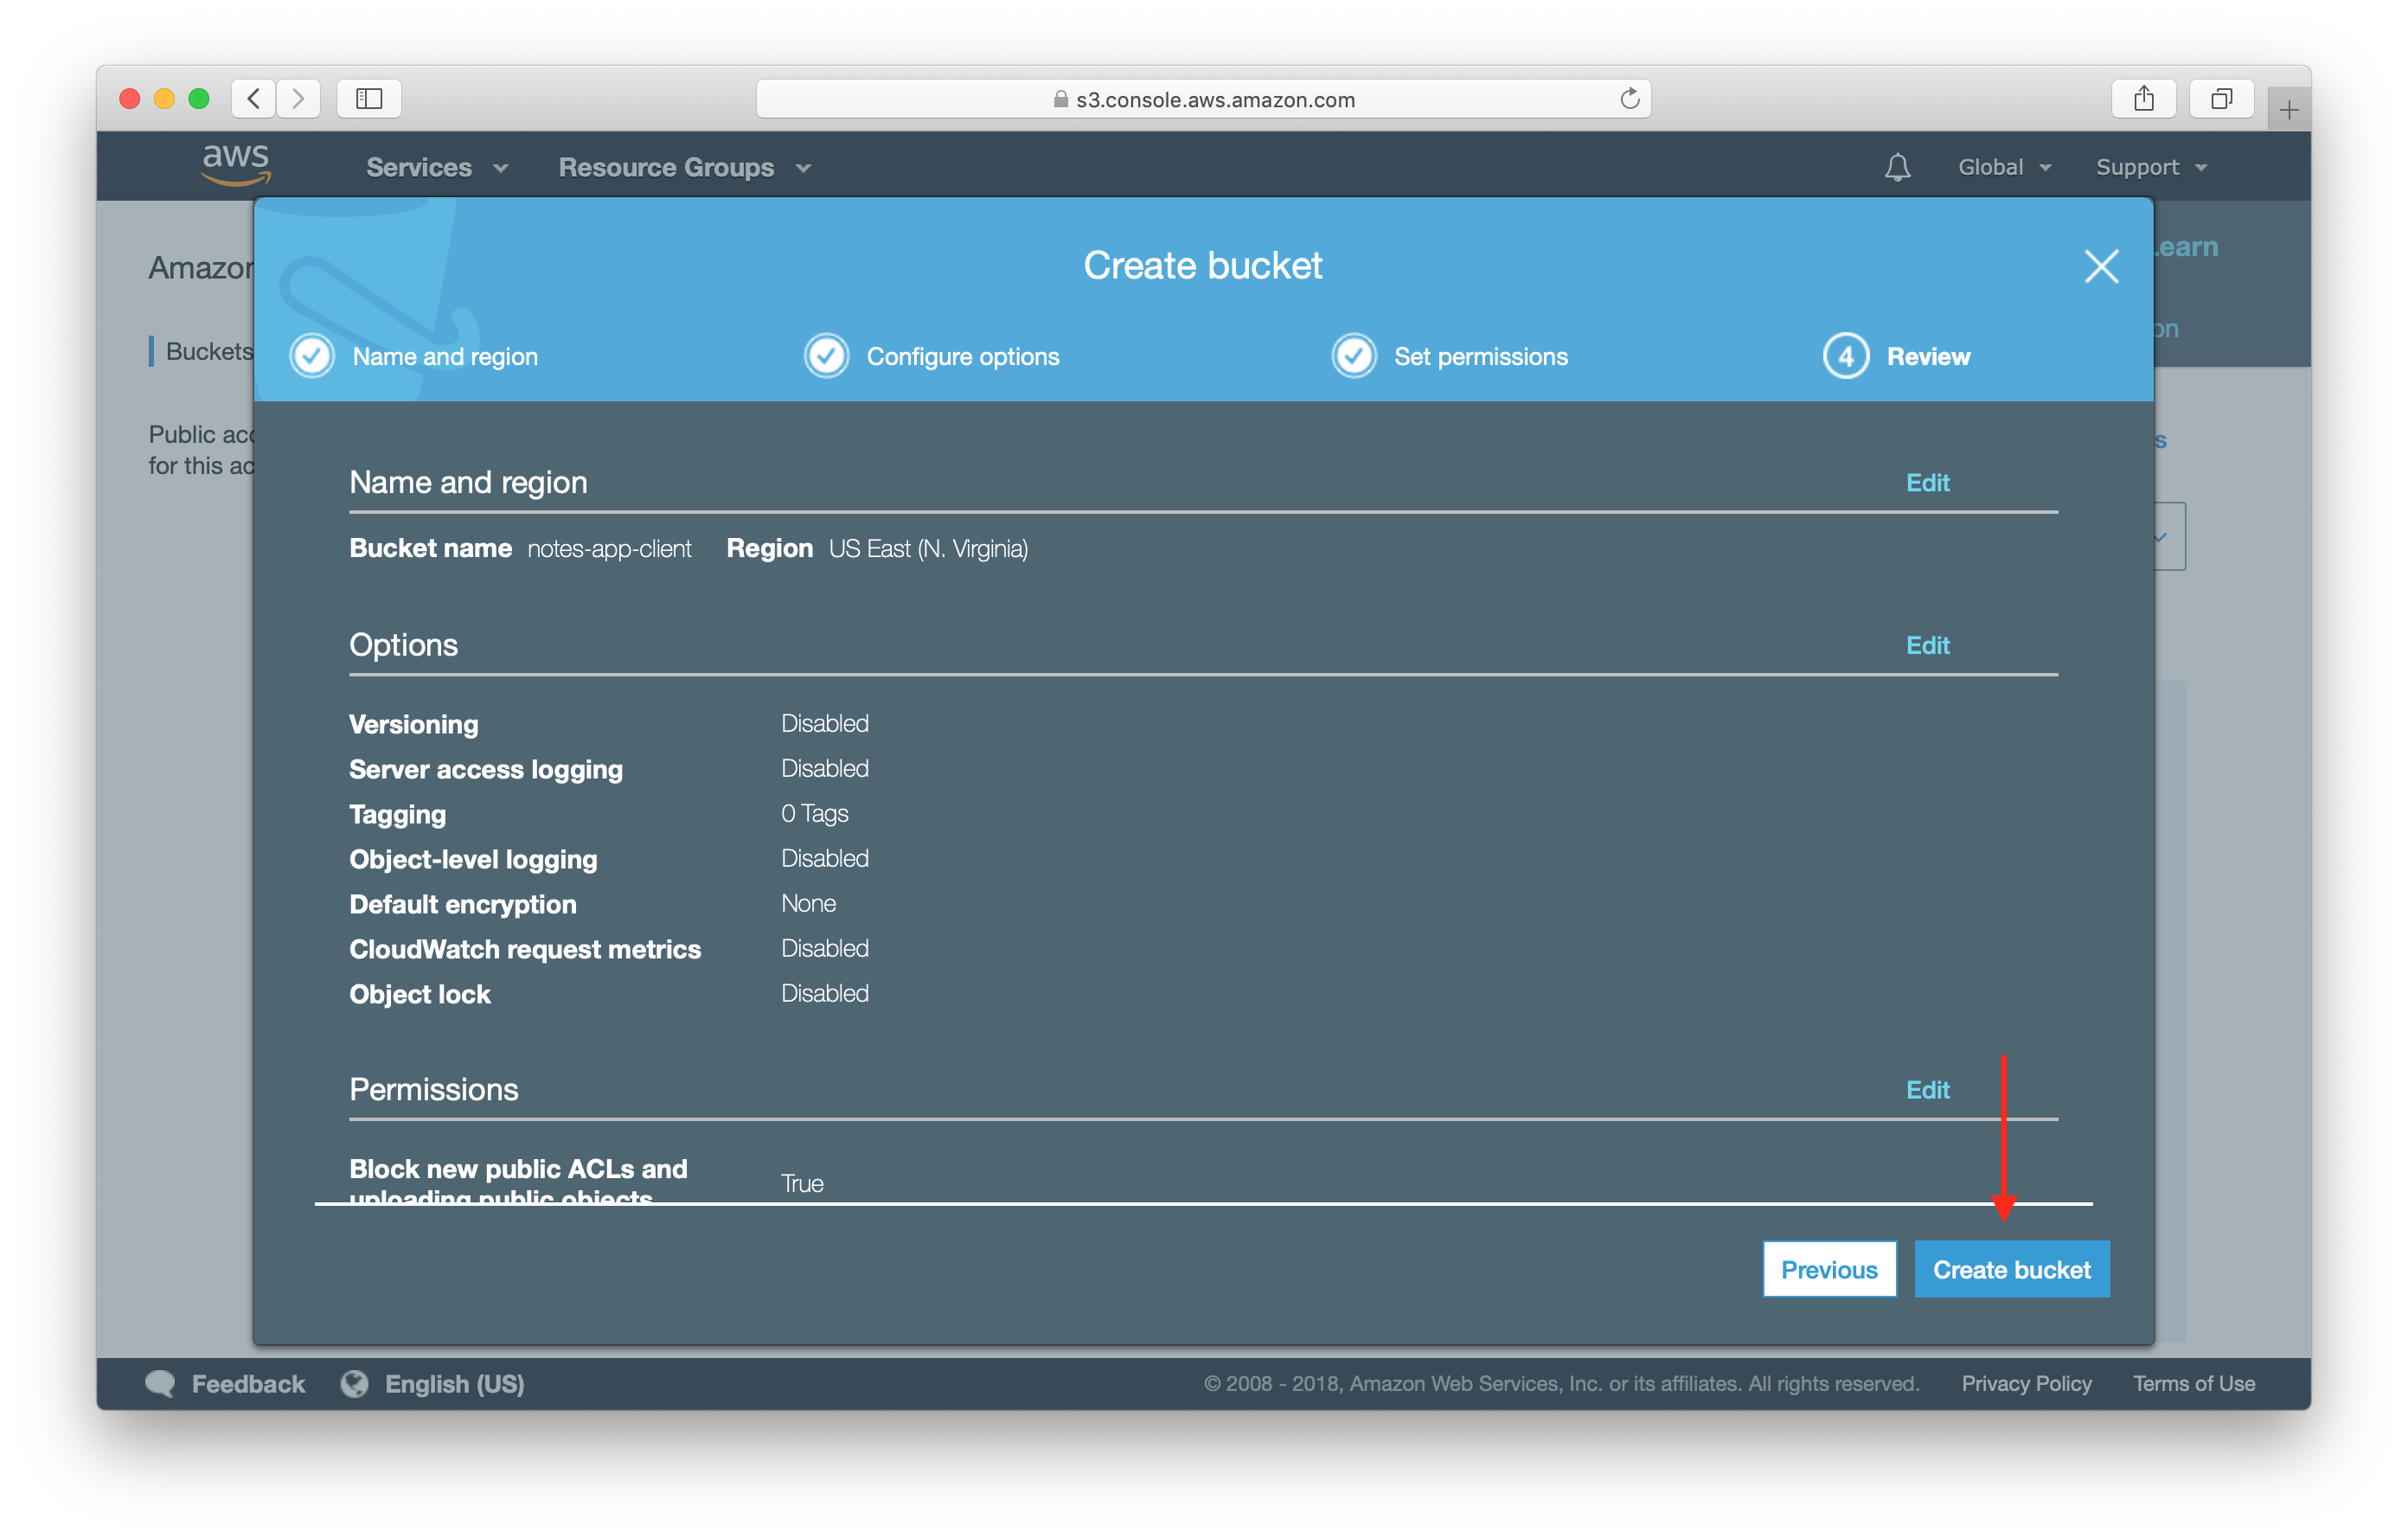 s3.console.aws.amazon.com
aws Services Resource Groups Global Support
Create bucket
Name and region Configure options Set permissions 4 Review
Buckets
Public
for this
Name and region Edit
Bucket name notes-app-client Region US East (N. Virginia)
Options Edit
Versioning Disabled
Server access logging Disabled
Tagging 0 Tags
Object-level logging Disabled
Default encryption None
CloudWatch request metrics Disabled
Object lock Disabled
Permissions Edit
Block new public ACLs and True
uploading public objects
Previous Create bucket
Feedback English (US) © 2008 - 2018, Amazon Web Services, Inc. or its affiliates. All rights reserved. Privacy Policy Terms of Use